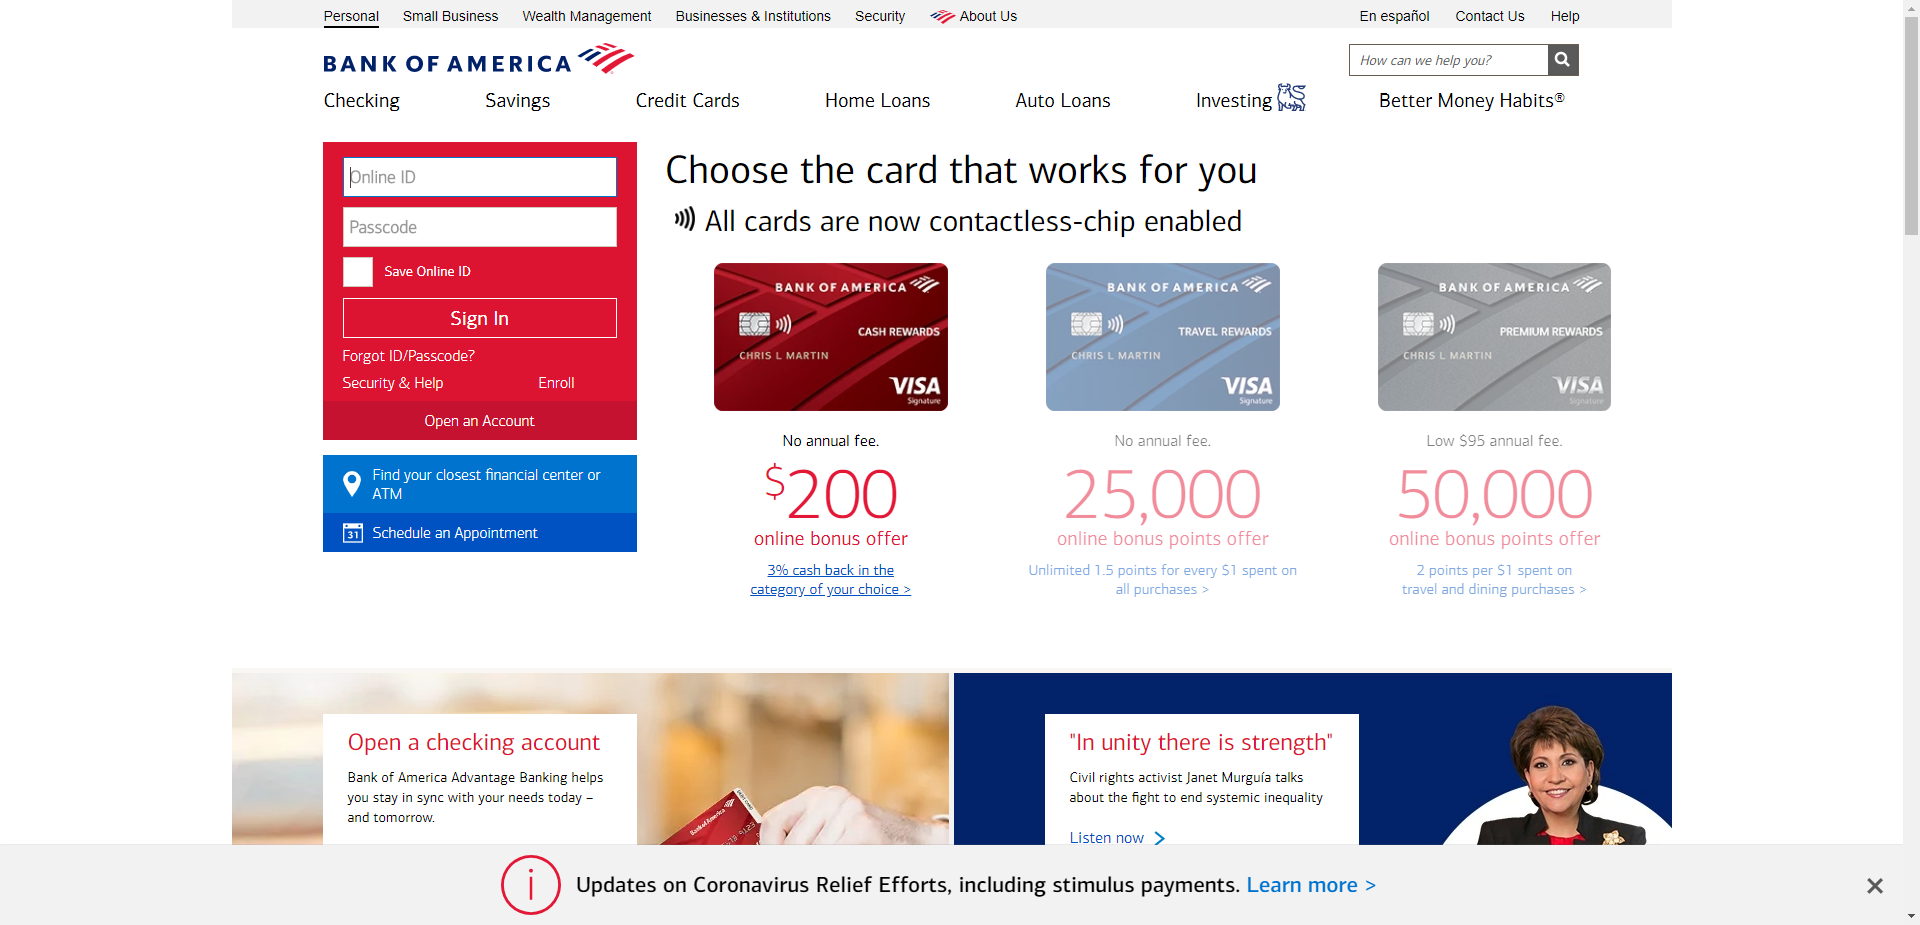 Personal Small Business Wealth Management Businesses & Institutions Security About Us En español Contact Us Help
BANK OF AMERICA
How can we help you?
Checking Savings Credit Cards Home Loans Auto Loans Investing Better Money Habits®
Online ID
Passcode
Save Online ID
Sign In
Forgot ID/Passcode?
Security & Help Enroll
Open an Account
Find your closest financial center or
ATM
31 Schedule an Appointment
Choose the card that works for you
All cards are now contactless-chip enabled
BANK OF AMERICA
CASH REWARDS
CHRIS L MARTIN
VISA
Signature
No annual fee.
$200
online bonus offer
3% cash back in the
category of your choice >
BANK OF AMERICA
TRAVEL REWARDS
CHRIS L MARTIN
VISA
Signature
No annual fee.
25,000
online bonus points offer
Unlimited 1.5 points for every $1 spent on
all purchases >
BANK OF AMERICA
PREMIUM REWARDS
CHRIS L MARTIN
VISA
Signature
Low $95 annual fee.
50,000
online bonus points offer
2 points per $1 spent on
travel and dining purchases >
Open a checking account
Bank of America Advantage Banking helps
you stay in sync with your needs today –
and tomorrow.
Bank of America
"In unity there is strength"
Civil rights activist Janet Murguía talks
about the fight to end systemic inequality
Listen now
Updates on Coronavirus Relief Efforts, including stimulus payments. Learn more >